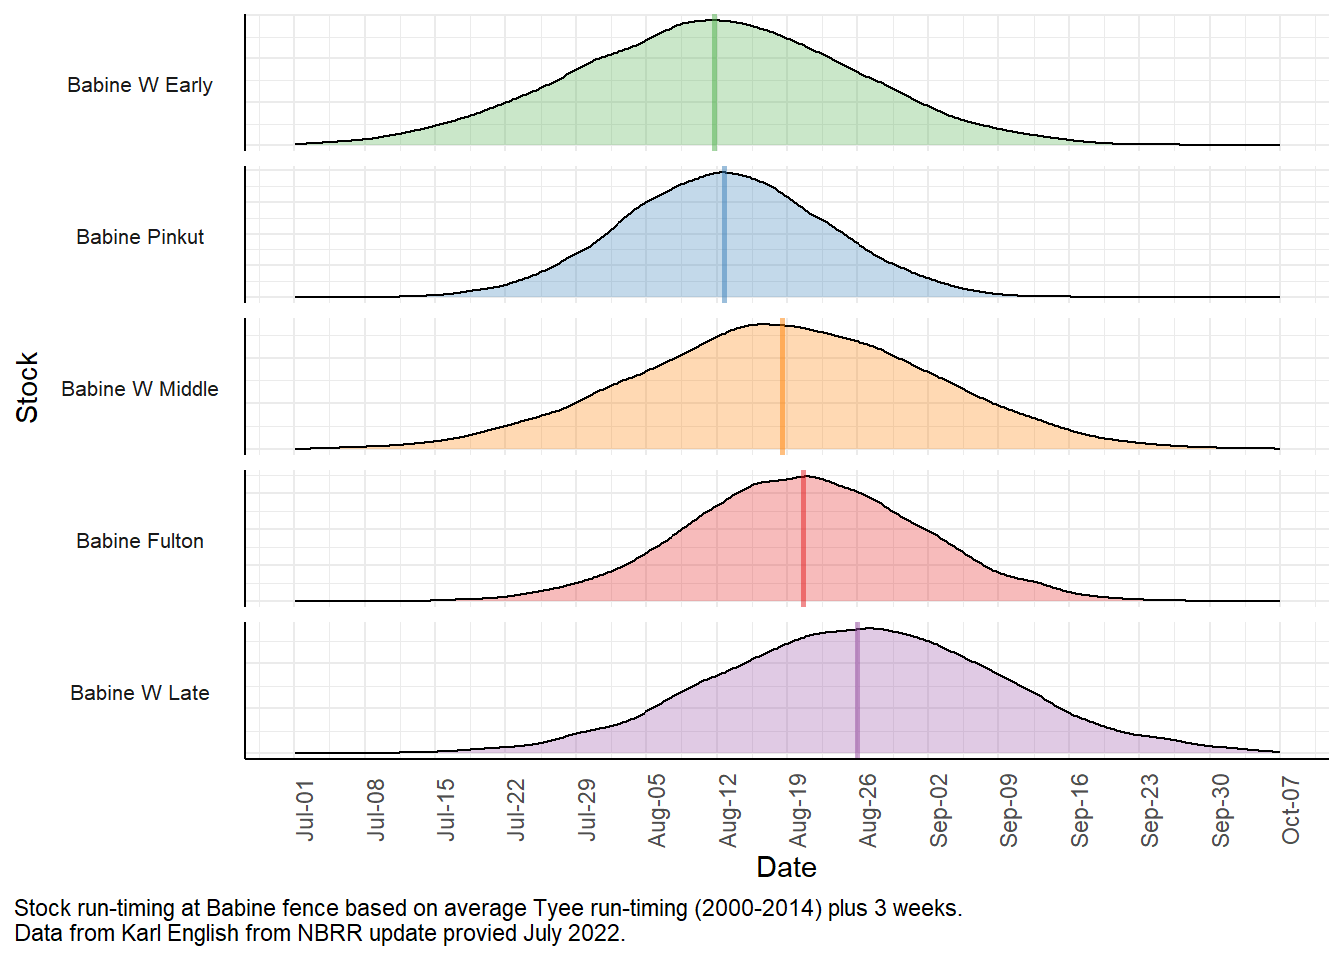 Stock
Babine W Early
Babine Pinkut
Babine W Middle
Babine Fulton
Babine W Late
Jul-01
Jul-08
Jul-15
Jul-22
Jul-29
Aug-05
Aug-12
Aug-19
Aug-26
Sep-02
Sep-09
Sep-16
Sep-23
Sep-30
Oct-07
Date
Stock run-timing at Babine fence based on average Tyee run-timing (2000-2014) plus 3 weeks.
Data from Karl English from NBRR update provied July 2022.